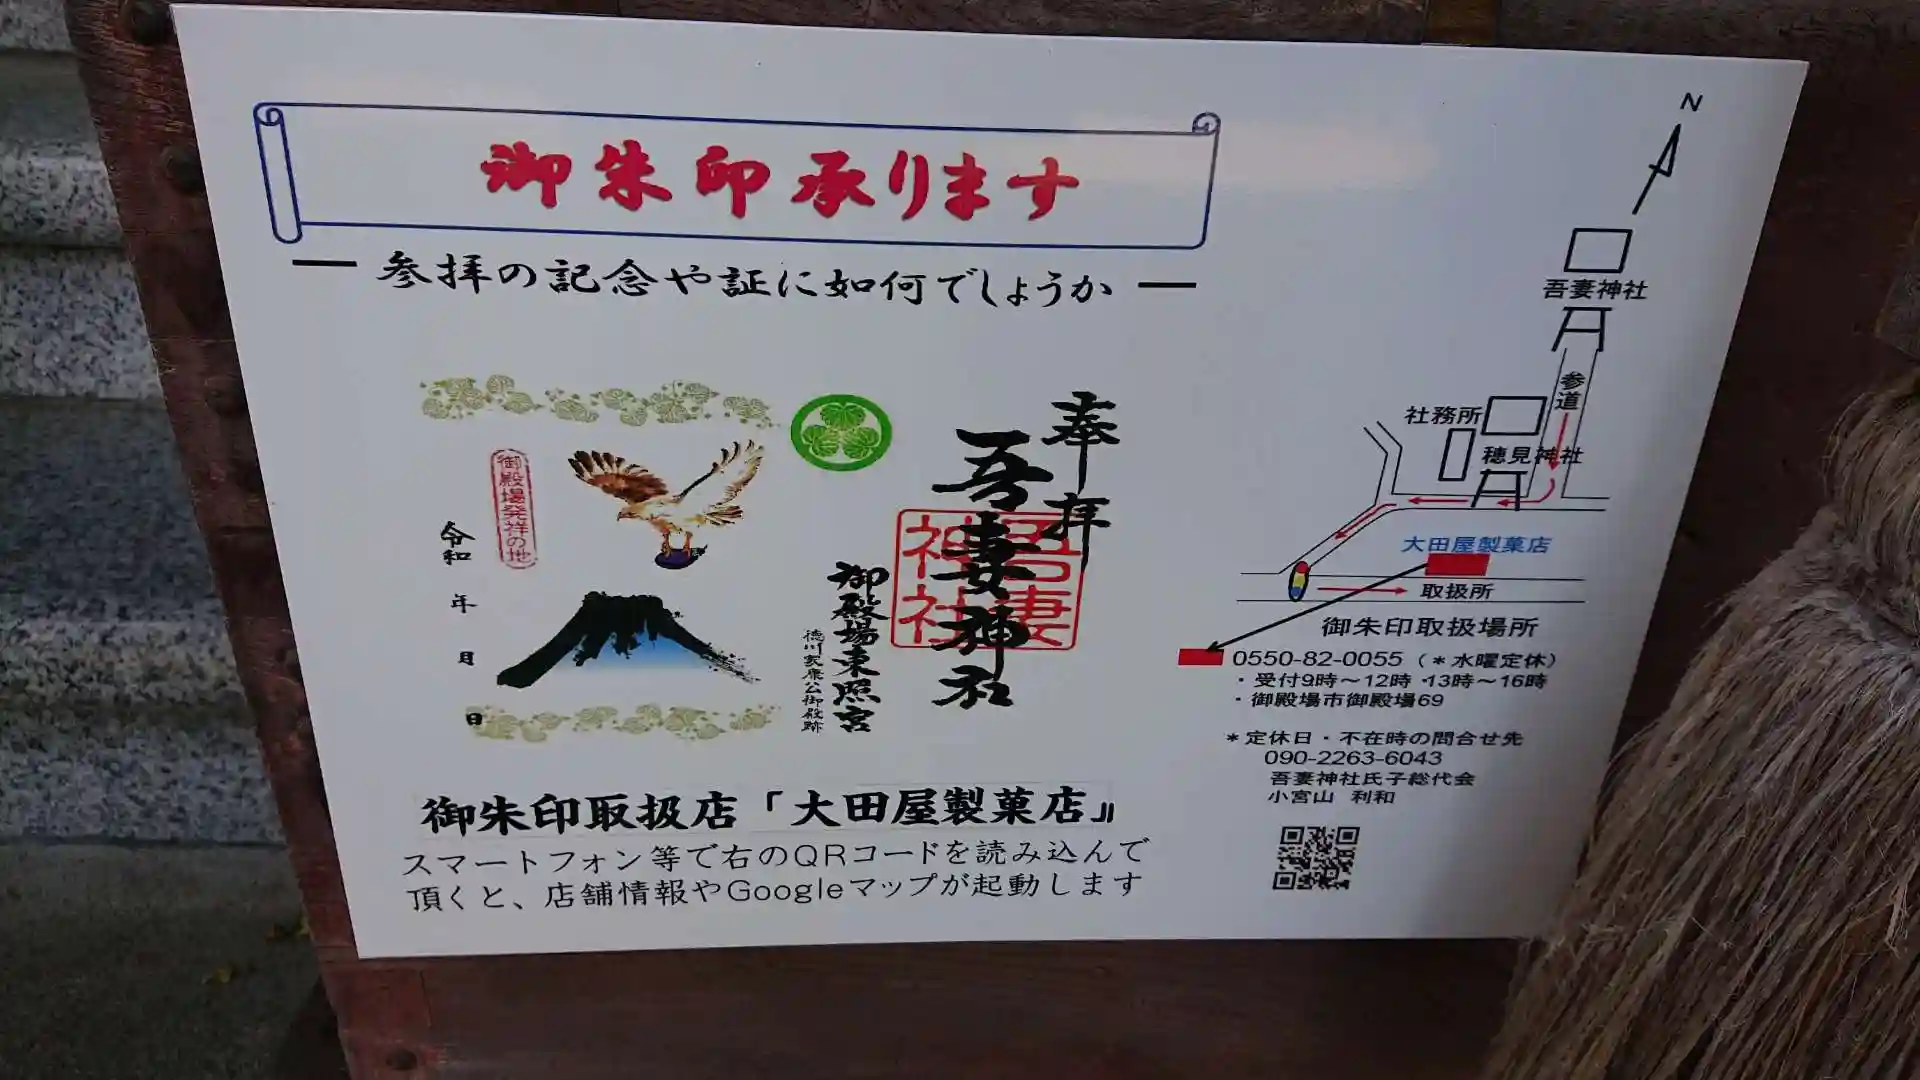 御朱印承ります
参拝の記念や証に如何でしょうか
奉拝
吾妻神社
吾妻神社
御殿場東照宮
徳川家康公御殿跡
御殿場発祥の地
令和 年 月 日
御朱印取扱店「大田屋製菓店」
スマートフォン等で右のQRコードを読み込んで
頂くと、店舗情報やGoogleマップが起動します
N
吾妻神社
参道
社務所
穂見神社
大田屋製菓店
取扱所
御朱印取扱場所
0550-82-0055（＊水曜定休）
・受付9時～12時・13時～16時
・御殿場市御殿場69
＊定休日・不在時の問合せ先
090-2263-6043
吾妻神社氏子総代会
小宮山 利和